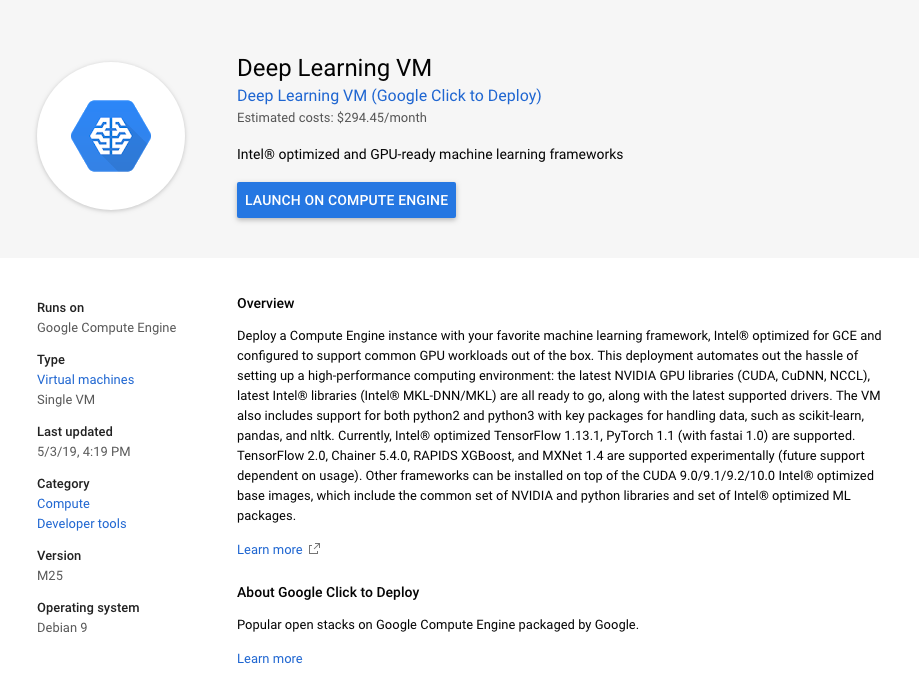 Deep Learning VM
Deep Learning VM (Google Click to Deploy)
Estimated costs: $294.45/month
Intel® optimized and GPU-ready machine learning frameworks
LAUNCH ON COMPUTE ENGINE
Runs on
Google Compute Engine
Type
Virtual machines
Single VM
Last updated
5/3/19, 4:19 PM
Category
Compute
Developer tools
Version
M25
Operating system
Debian 9
Overview
Deploy a Compute Engine instance with your favorite machine learning framework, Intel® optimized for GCE and
configured to support common GPU workloads out of the box. This deployment automates out the hassle of
setting up a high-performance computing environment: the latest NVIDIA GPU libraries (CUDA, CuDNN, NCCL),
latest Intel® libraries (Intel® MKL-DNN/MKL) are all ready to go, along with the latest supported drivers. The VM
also includes support for both python2 and python3 with key packages for handling data, such as scikit-learn,
pandas, and nltk. Currently, Intel® optimized TensorFlow 1.13.1, PyTorch 1.1 (with fastai 1.0) are supported.
TensorFlow 2.0, Chainer 5.4.0, RAPIDS XGBoost, and MXNet 1.4 are supported experimentally (future support
dependent on usage). Other frameworks can be installed on top of the CUDA 9.0/9.1/9.2/10.0 Intel® optimized
base images, which include the common set of NVIDIA and python libraries and set of Intel® optimized ML
packages.
Learn more
About Google Click to Deploy
Popular open stacks on Google Compute Engine packaged by Google.
Learn more